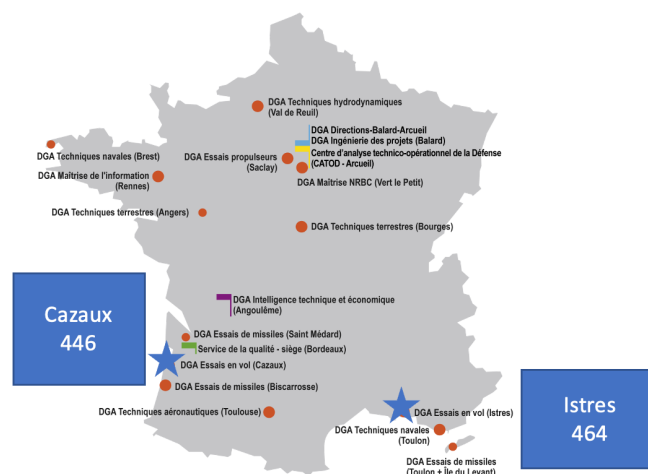 DGA Techniques hydrodynamiques
(Val de Reuil)
DGA Directions-Balard-Arcueil
DGA Ingénierie des projets (Balard)
Centre d'analyse technico-opérationnel de la Défense
(CATOD - Arcueil)
DGA Techniques navales (Brest)
DGA Essais propulseurs
(Saclay)
DGA Maîtrise de l'information
(Rennes)
DGA Maîtrise NRBC (Vert le Petit)
DGA Techniques terrestres (Angers)
DGA Techniques terrestres (Bourges)
Cazaux
446
DGA Intelligence technique et économique
(Angoulême)
DGA Essais de missiles (Saint Médard)
Service de la qualité - siège (Bordeaux)
DGA Essais en vol (Cazaux)
DGA Essais de missiles (Biscarrosse)
DGA Techniques aéronautiques (Toulouse)
DGA Essais en vol (Istres)
DGA Techniques navales
(Toulon)
Istres
464
DGA Essais de missiles
(Toulon + Île du Levant)